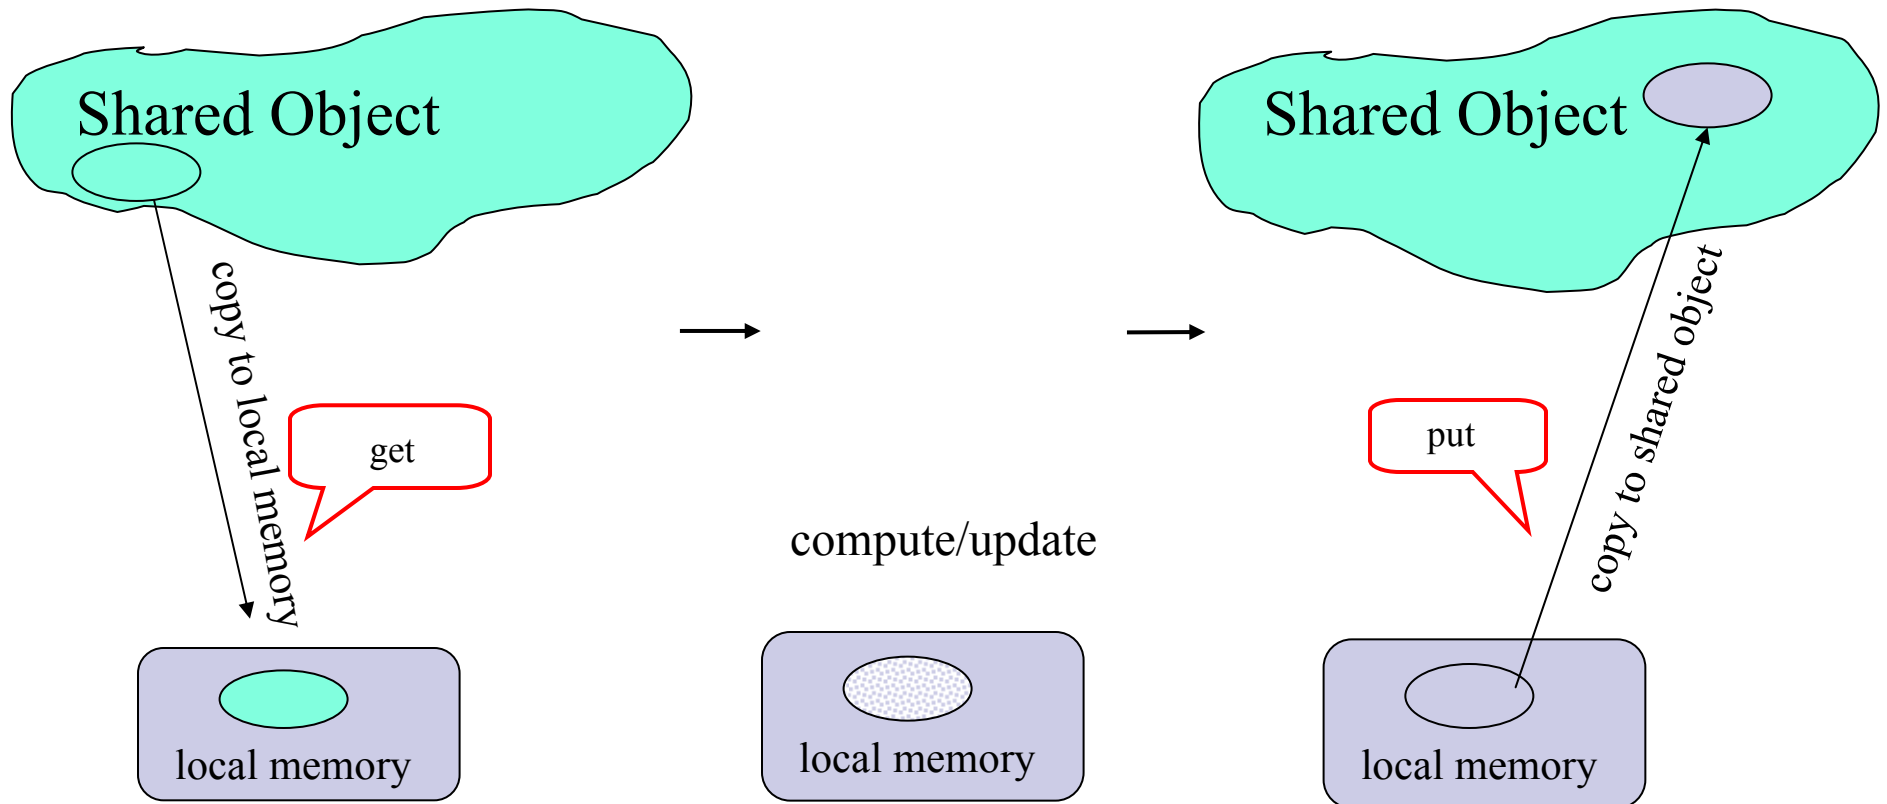 Shared Object
copy to local memory
get
local memory
compute/update
local memory
Shared Object
copy to shared object
put
local memory